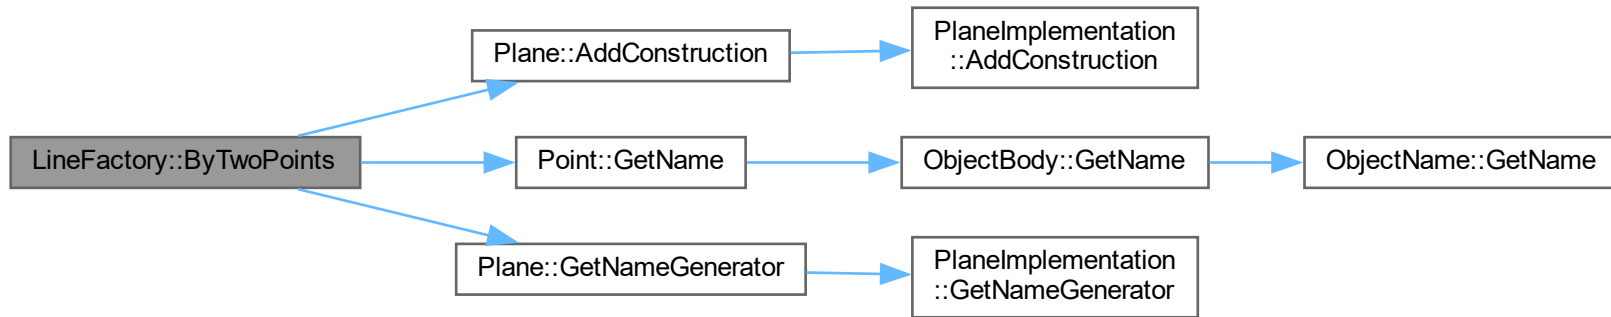 LineFactory::ByTwoPoints
Plane::AddConstruction
PlaneImplementation
::AddConstruction
Point::GetName
ObjectBody::GetName
ObjectName::GetName
Plane::GetNameGenerator
PlaneImplementation
::GetNameGenerator